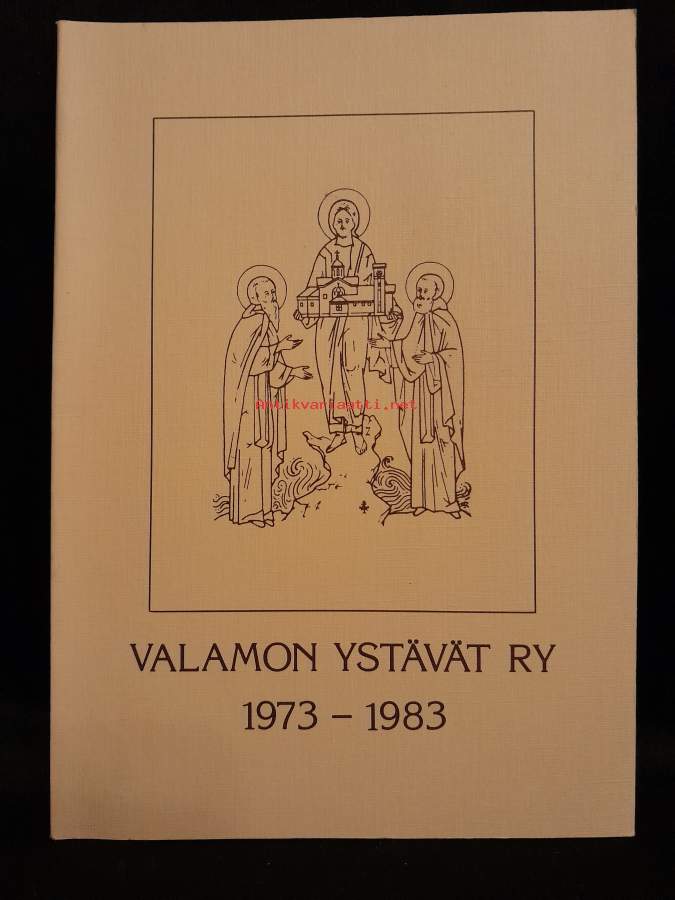 Antikvariaatti.net
VALAMON YSTÄVÄT RY
1973 – 1983